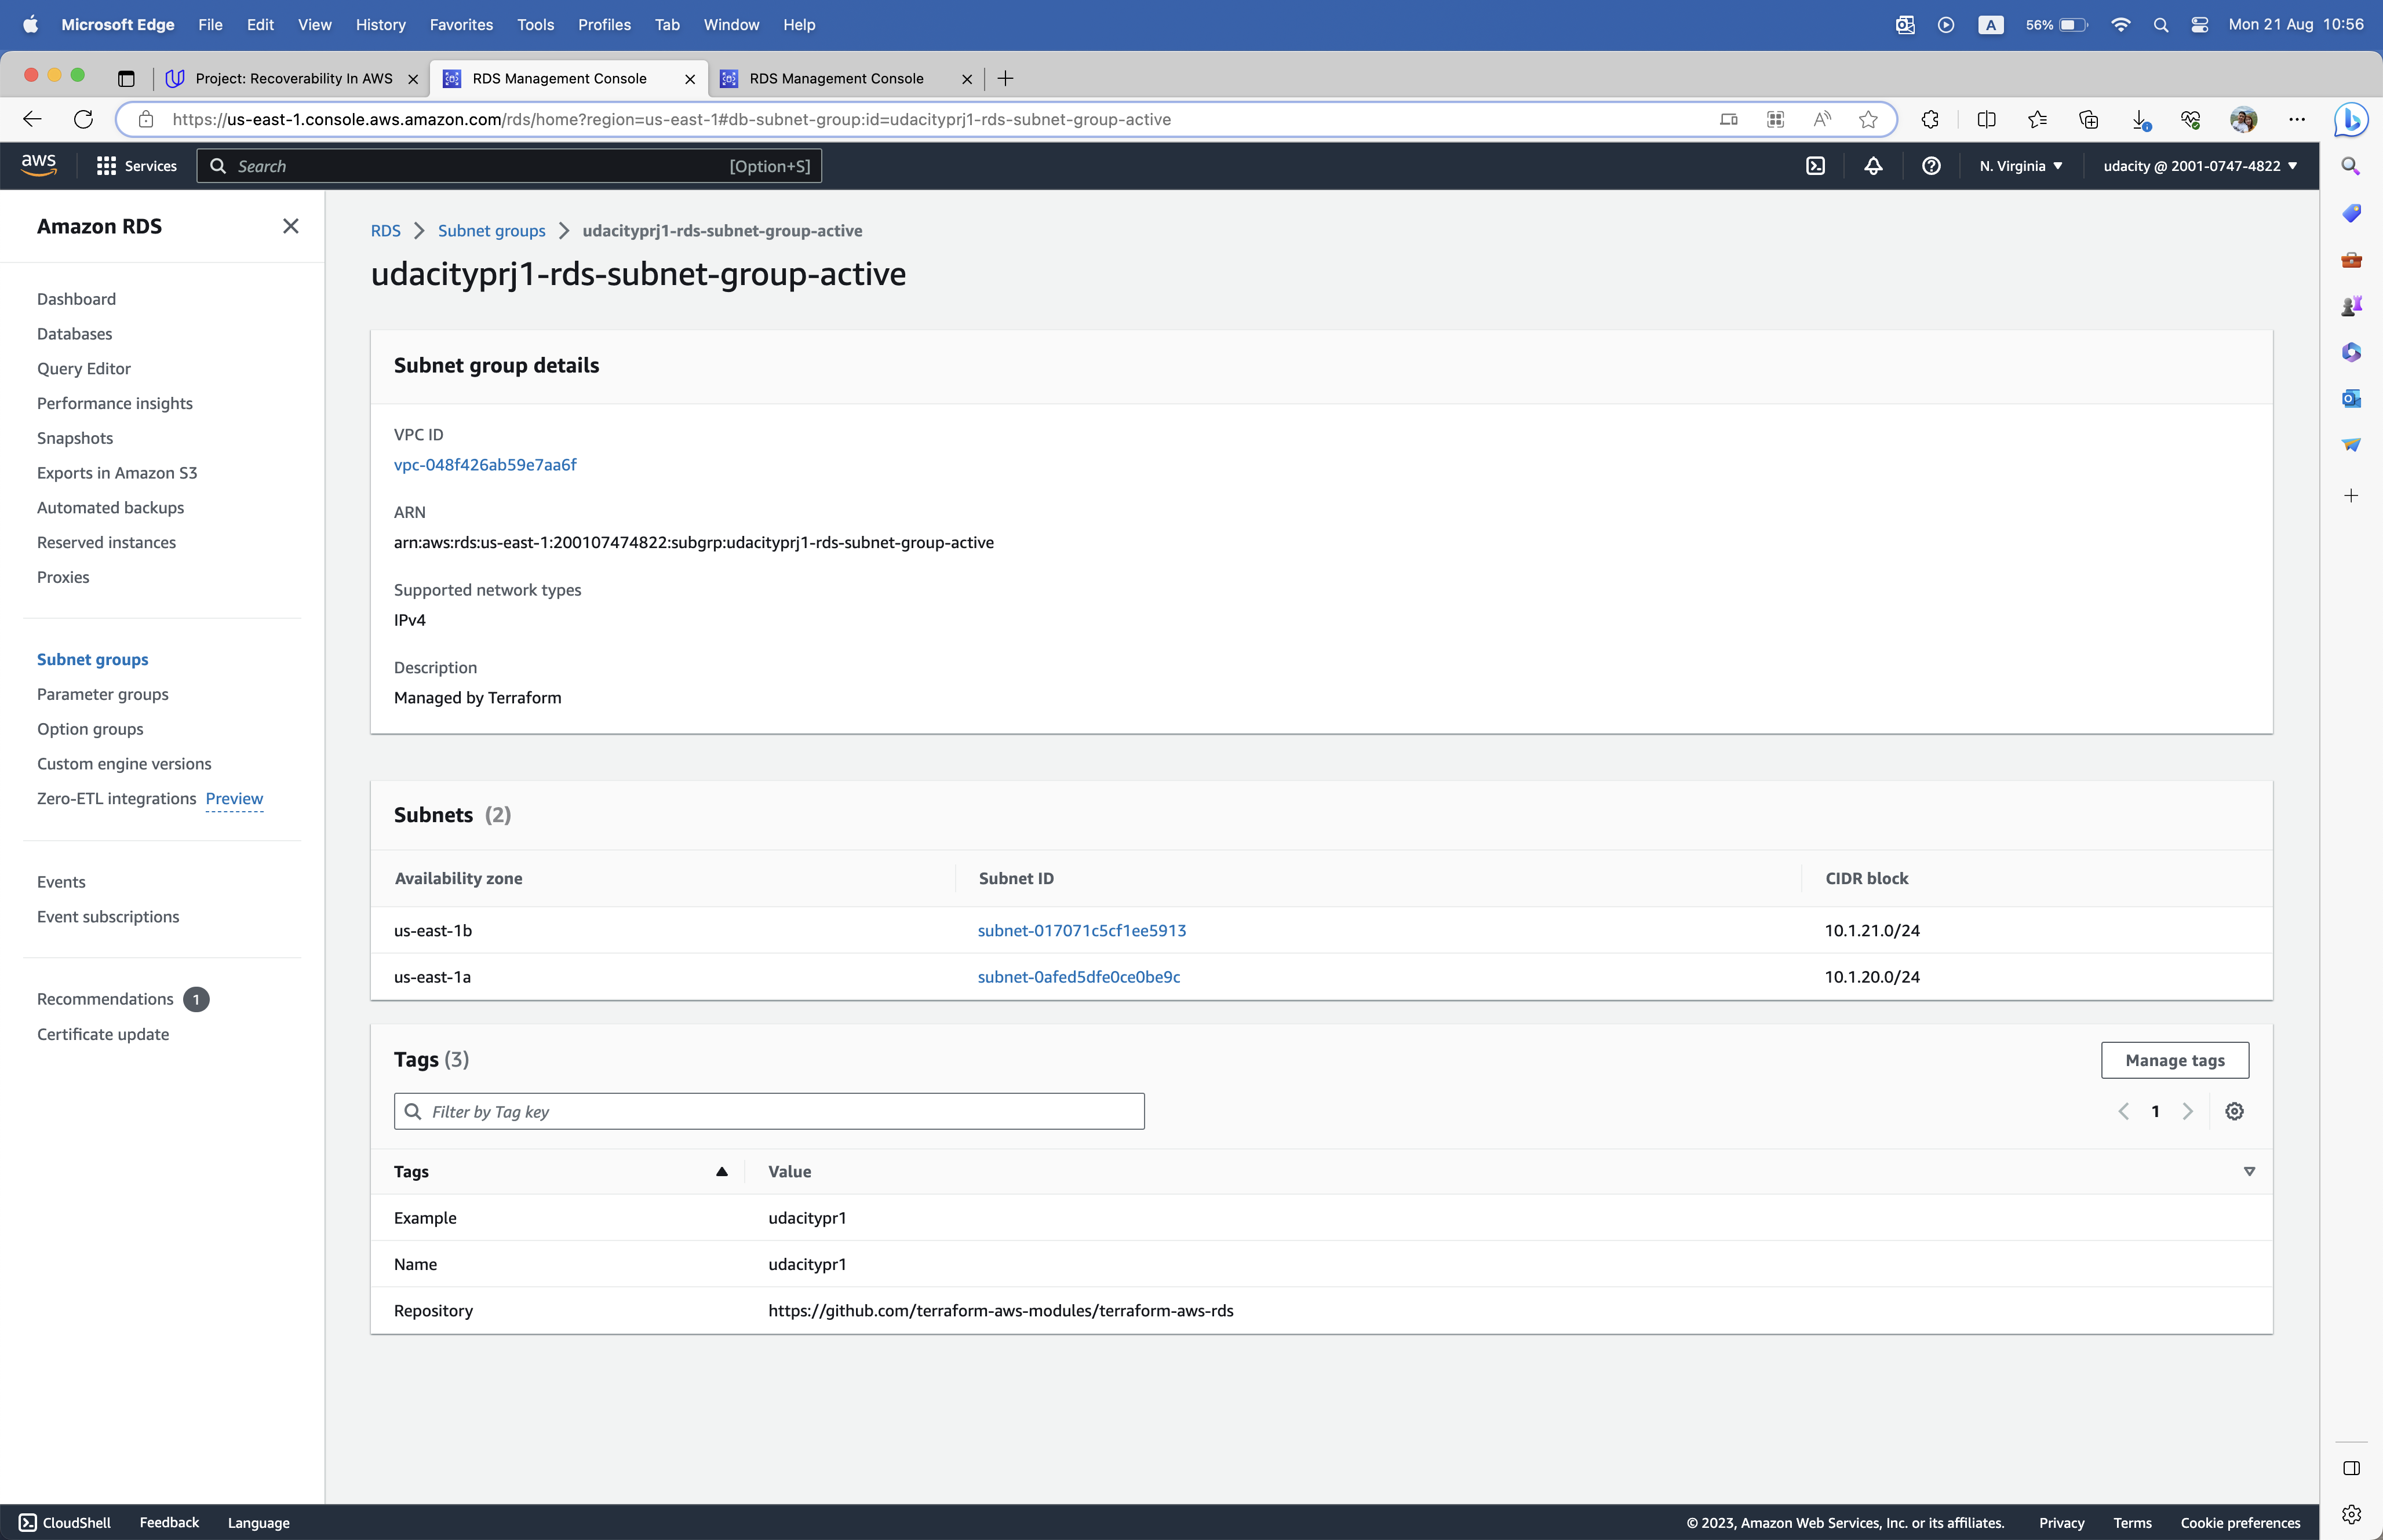 Microsoft Edge File Edit View History Favorites Tools Profiles Tab Window Help A 56% Mon 21 Aug 10:56
Project: Recoverability In AWS RDS Management Console RDS Management Console
https://us-east-1.console.aws.amazon.com/rds/home?region=us-east-1#db-subnet-group:id=udacityprj1-rds-subnet-group-active
aws Services Search [Option+S] N. Virginia udacity @ 2001-0747-4822
Amazon RDS
Dashboard
Databases
Query Editor
Performance insights
Snapshots
Exports in Amazon S3
Automated backups
Reserved instances
Proxies
Subnet groups
Parameter groups
Option groups
Custom engine versions
Zero-ETL integrations Preview
Events
Event subscriptions
Recommendations 1
Certificate update
RDS Subnet groups udacityprj1-rds-subnet-group-active
udacityprj1-rds-subnet-group-active
Subnet group details
VPC ID
vpc-048f426ab59e7aa6f
ARN
arn:aws:rds:us-east-1:200107474822:subgrp:udacityprj1-rds-subnet-group-active
Supported network types
IPv4
Description
Managed by Terraform
Subnets (2)
Availability zone Subnet ID CIDR block
us-east-1b subnet-017071c5cf1ee5913 10.1.21.0/24
us-east-1a subnet-0afed5dfe0ce0be9c 10.1.20.0/24
Tags (3) Manage tags
Filter by Tag key 1
Tags Value
Example udacitypr1
Name udacitypr1
Repository https://github.com/terraform-aws-modules/terraform-aws-rds
CloudShell Feedback Language © 2023, Amazon Web Services, Inc. or its affiliates. Privacy Terms Cookie preferences